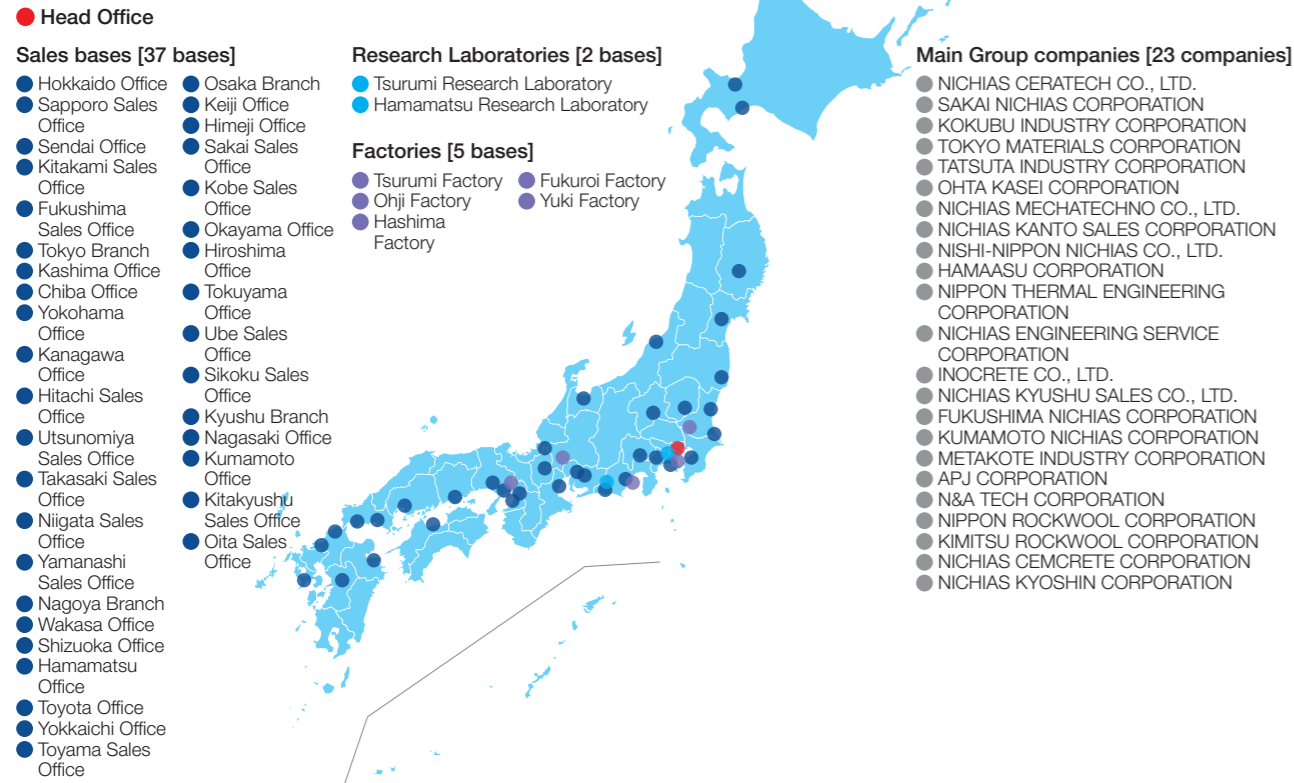 Head Office
Sales bases [37 bases]
Hokkaido Office
Sapporo Sales
Office
Sendai Office
Kitakami Sales
Office
Fukushima
Sales Office
Tokyo Branch
Kashima Office
Chiba Office
Yokohama
Office
Kanagawa
Office
Hitachi Sales
Office
Utsunomiya
Sales Office
Takasaki Sales
Office
Niigata Sales
Office
Yamanashi
Sales Office
Nagoya Branch
Wakasa Office
Shizuoka Office
Hamamatsu
Office
Toyota Office
Yokkaichi Office
Toyama Sales
Office
Osaka Branch
Keiji Office
Himeji Office
Sakai Sales
Office
Kobe Sales
Office
Okayama Office
Hiroshima
Office
Tokuyama
Office
Ube Sales
Office
Sikoku Sales
Office
Kyushu Branch
Nagasaki Office
Kumamoto
Office
Kitakyushu
Sales Office
Oita Sales
Office
Research Laboratories [2 bases]
Tsurumi Research Laboratory
Hamamatsu Research Laboratory
Factories [5 bases]
Tsurumi Factory
Ohji Factory
Hashima
Factory
Fukuroi Factory
Yuki Factory
Main Group companies [23 companies]
NICHIAS CERATECH CO., LTD.
SAKAI NICHIAS CORPORATION
KOKUBU INDUSTRY CORPORATION
TOKYO MATERIALS CORPORATION
TATSUTA INDUSTRY CORPORATION
OHTA KASEI CORPORATION
NICHIAS MECHATECHNO CO., LTD.
NICHIAS KANTO SALES CORPORATION
NISHI-NIPPON NICHIAS CO., LTD.
HAMAASU CORPORATION
NIPPON THERMAL ENGINEERING
CORPORATION
NICHIAS ENGINEERING SERVICE
CORPORATION
INOCRETE CO., LTD.
NICHIAS KYUSHU SALES CO., LTD.
FUKUSHIMA NICHIAS CORPORATION
KUMAMOTO NICHIAS CORPORATION
METAKOTE INDUSTRY CORPORATION
APJ CORPORATION
N&A TECH CORPORATION
NIPPON ROCKWOOL CORPORATION
KIMITSU ROCKWOOL CORPORATION
NICHIAS CEMCRETE CORPORATION
NICHIAS KYOSHIN CORPORATION